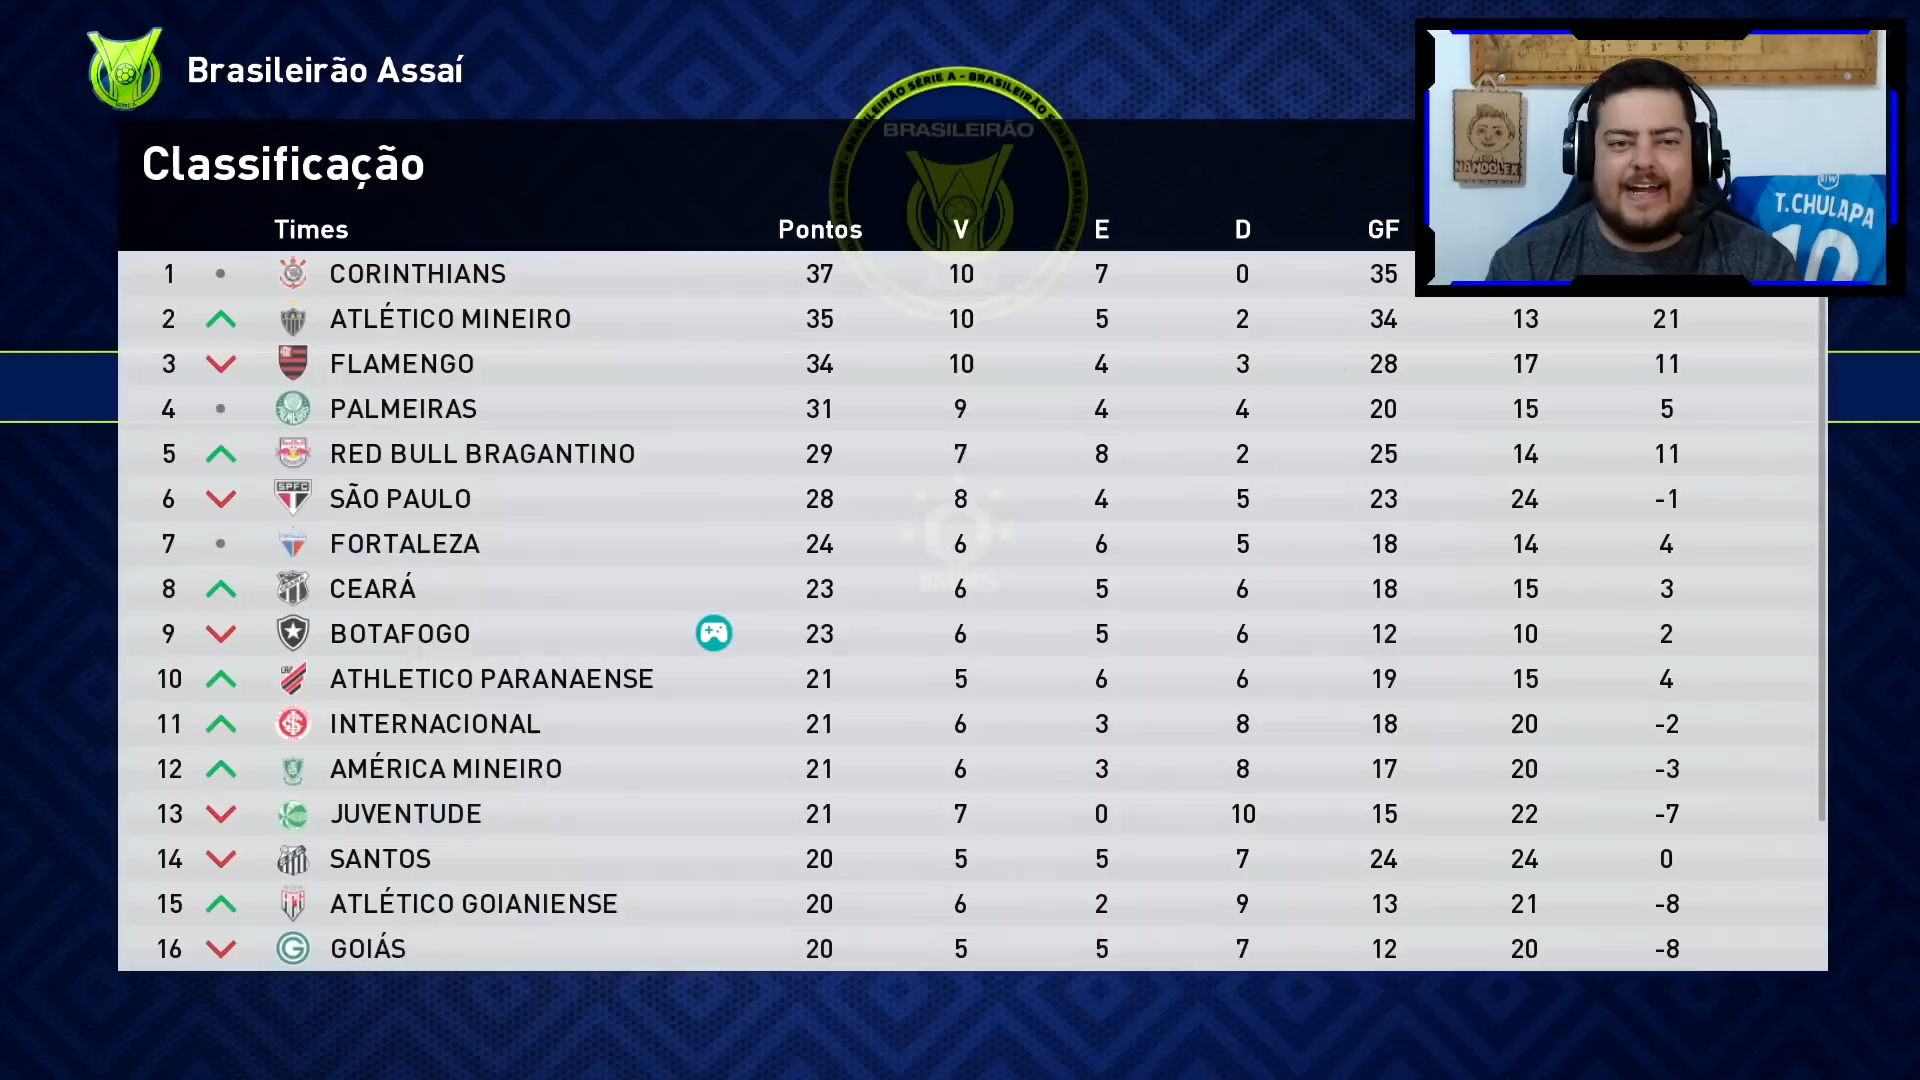 Brasileirão Assaí
BRASILEIRÃO SÉRIE A - BRASILEIRÃO
BRASILEIRÃO
Classificação
Times Pontos V E D GF
1 CORINTHIANS 37 10 7 0 35
2 ATLÉTICO MINEIRO 35 10 5 2 34 13 21
3 FLAMENGO 34 10 4 3 28 17 11
4 PALMEIRAS 31 9 4 4 20 15 5
5 RED BULL BRAGANTINO 29 7 8 2 25 14 11
6 SPFC SÃO PAULO 28 8 4 5 23 24 -1
7 FORTALEZA 24 6 6 5 18 14 4
8 CEARÁ 23 6 5 6 18 15 3
9 BOTAFOGO 23 6 5 6 12 10 2
10 ATHLETICO PARANAENSE 21 5 6 6 19 15 4
11 INTERNACIONAL 21 6 3 8 18 20 -2
12 AMÉRICA MINEIRO 21 6 3 8 17 20 -3
13 JUVENTUDE 21 7 0 10 15 22 -7
14 SANTOS 20 5 5 7 24 24 0
15 ATLÉTICO GOIANIENSE 20 6 2 9 13 21 -8
16 GOIÁS 20 5 5 7 12 20 -8
NANDOLEK
T.CHULAPA
10